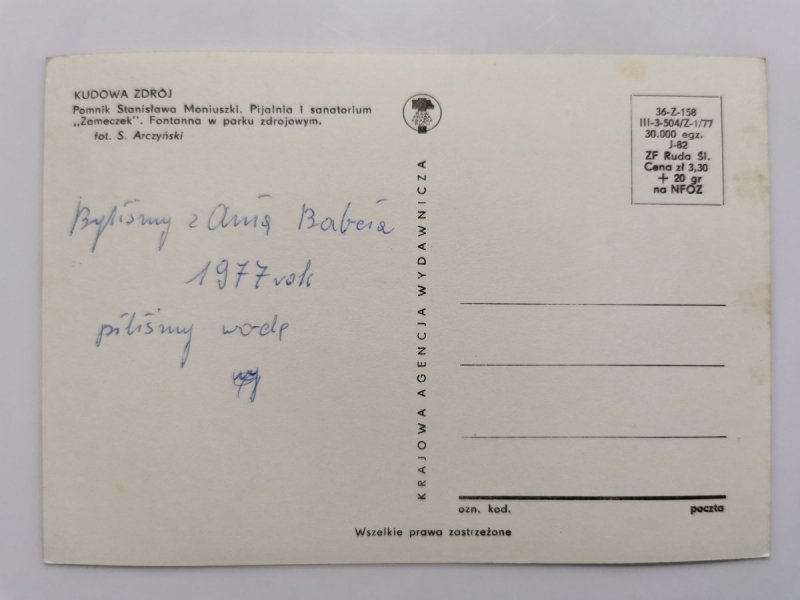 KUDOWA ZDRÓJ
Pomnik Stanisława Moniuszki. Pijalnia i sanatorium
„Zameczek". Fontanna w parku zdrojowym.
fot. S. Arczyński
Byliśmy z Anią Babcia
1977 rok
piliśmy wodę
KRAJOWA AGENCJA WYDAWNICZA
36-Z-158
III-3-504/Z-1/77
30.000 egz.
J-82
ZF Ruda Śl.
Cena zł 3,30
+ 20 gr
na NFOZ
ozn. kod.
poczta
Wszelkie prawa zastrzeżone